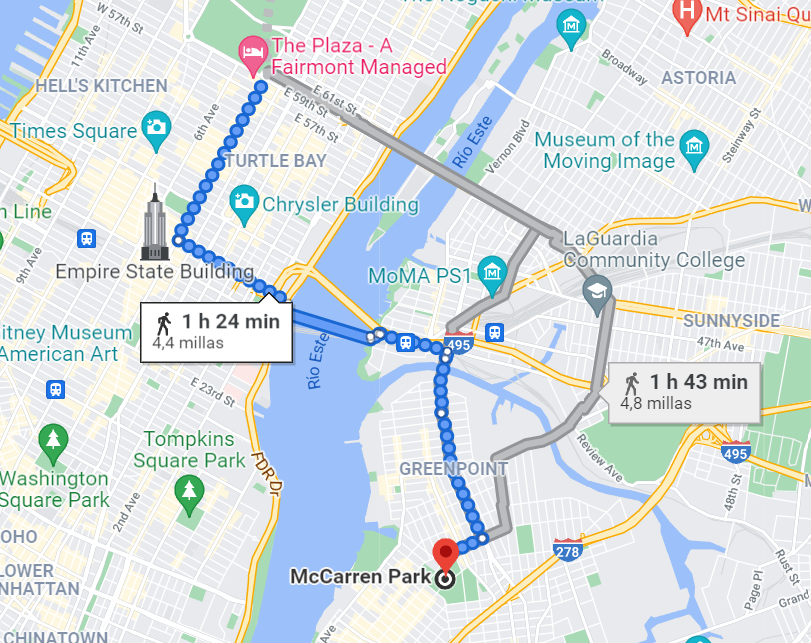 W 57th St
Mt Sinai Qu
The Plaza - A
Fairmont Managed
11th Ave
HELL'S KITCHEN
Broadway
ASTORIA
E 61st St
E 59th St
E 57th St
6th Ave
Times Square
Río Este
Vernon Blvd
Steinway St
Museum of the
Moving Image
TURTLE BAY
Chrysler Building
n Line
9th Ave
LaGuardia
Community College
Empire State Building
MoMA PS1
1 h 24 min
4,4 millas
SUNNYSIDE
47th Ave
495
itney Museum
American Art
Río Este
1 h 43 min
4,8 millas
E 23rd St
Tompkins
Square Park
Review Ave
495
GREENPOINT
FDR Dr
Washington
Square Park
48th St
2nd Ave
OHO
278
McCarren Park
Rust St
LOWER
NHATTAN
Page Pl
Grand
CHINATOWN